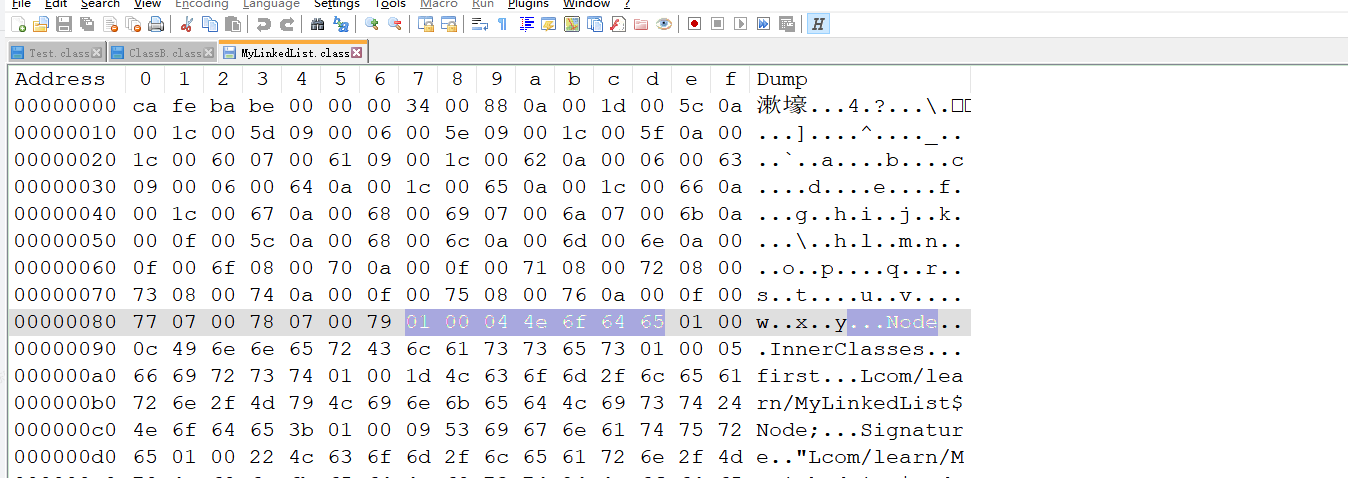 File Edit Search View Encoding Language Settings Tools Macro Run Plugins Window ?
Test.class ClassB.class MyLinkedList.class
Address 0 1 2 3 4 5 6 7 8 9 a b c d e f Dump
00000000 ca fe ba be 00 00 00 34 00 88 0a 00 1d 00 5c 0a 漱壕...4.?...\.□□
00000010 00 1c 00 5d 09 00 06 00 5e 09 00 1c 00 5f 0a 00 ...]....^...._..
00000020 1c 00 60 07 00 61 09 00 1c 00 62 0a 00 06 00 63 ..`..a....b....c
00000030 09 00 06 00 64 0a 00 1c 00 65 0a 00 1c 00 66 0a ....d....e....f.
00000040 00 1c 00 67 0a 00 68 00 69 07 00 6a 07 00 6b 0a ...g..h.i..j..k.
00000050 00 0f 00 5c 0a 00 68 00 6c 0a 00 6d 00 6e 0a 00 ...\..h.l..m.n..
00000060 0f 00 6f 08 00 70 0a 00 0f 00 71 08 00 72 08 00 ..o..p....q..r..
00000070 73 08 00 74 0a 00 0f 00 75 08 00 76 0a 00 0f 00 s..t....u..v....
00000080 77 07 00 78 07 00 79 01 00 04 4e 6f 64 65 01 00 w..x..y...Node..
00000090 0c 49 6e 6e 65 72 43 6c 61 73 73 65 73 01 00 05 .InnerClasses...
000000a0 66 69 72 73 74 01 00 1d 4c 63 6f 6d 2f 6c 65 61 first...Lcom/lea
000000b0 72 6e 2f 4d 79 4c 69 6e 6b 65 64 4c 69 73 74 24 rn/MyLinkedList$
000000c0 4e 6f 64 65 3b 01 00 09 53 69 67 6e 61 74 75 72 Node;...Signatur
000000d0 65 01 00 22 4c 63 6f 6d 2f 6c 65 61 72 6e 2f 4d e.."Lcom/learn/M